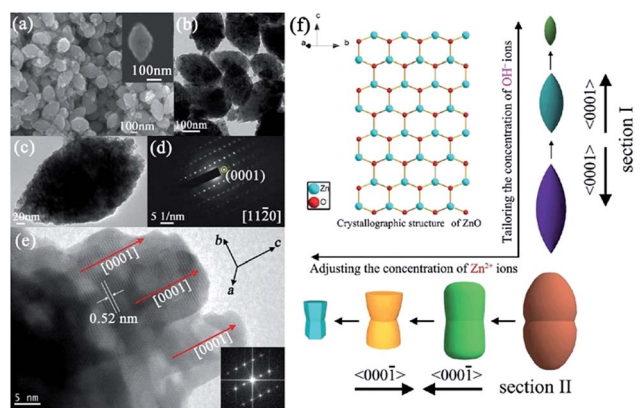 (a)
100nm
100nm
(b)
100nm
(c)
20nm
(d)
(0001)
5 1/nm
[112̄0]
(e)
[0001]
[0001]
[0001]
0.52 nm
b
c
a
5 nm
(f)
c
a
b
Zn
O
Crystallographic structure of ZnO
Tailoring the concentration of OH⁻ ions
<0001>
<0001>
section I
Adjusting the concentration of Zn²⁺ ions
<0001̄>
<0001̄>
section II